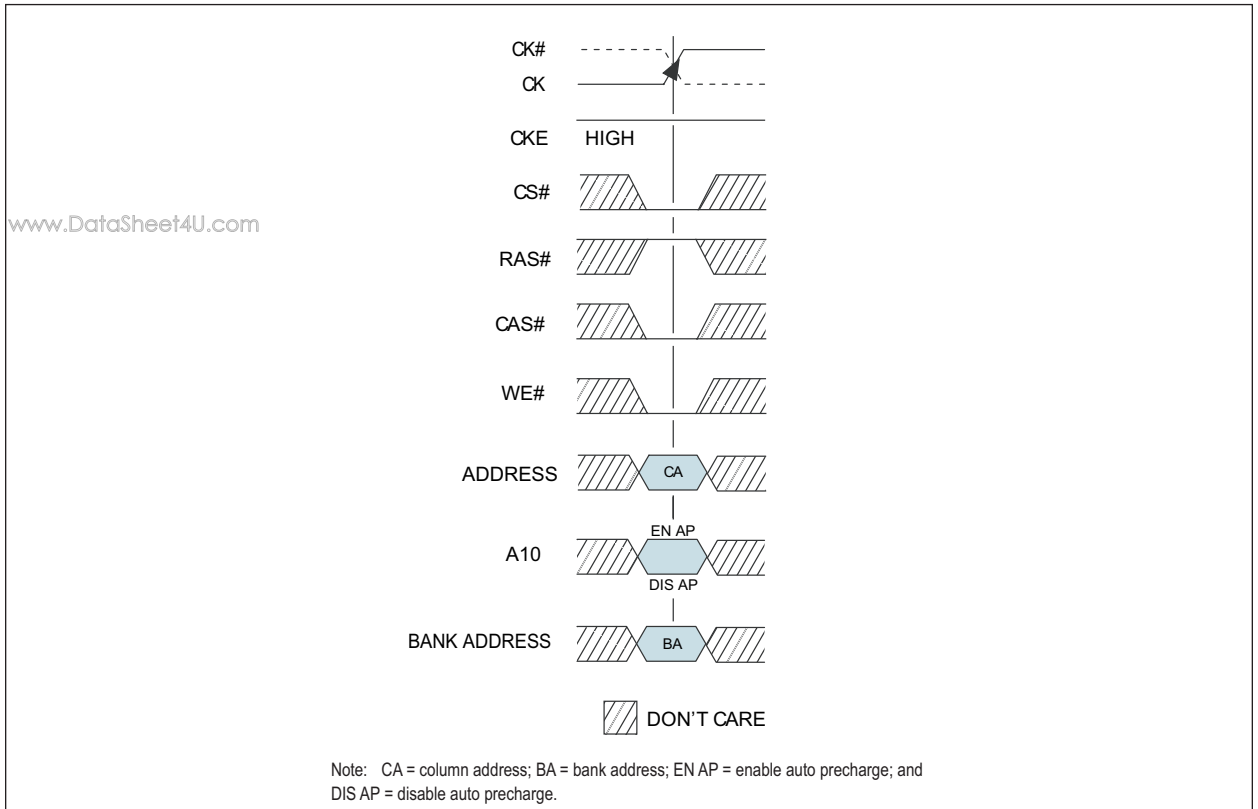 CK#
CK
CKE HIGH
CS#
www.DataSheet4U.com
RAS#
CAS#
WE#
ADDRESS CA
EN AP
A10
DIS AP
BANK ADDRESS BA
DON'T CARE
Note: CA = column address; BA = bank address; EN AP = enable auto precharge; and
DIS AP = disable auto precharge.